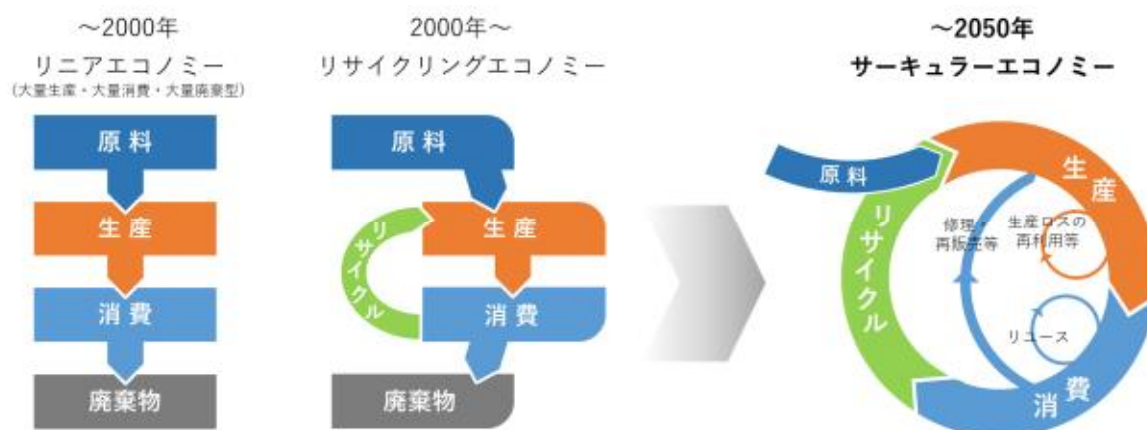 ～2000年
リニアエコノミー
(大量生産・大量消費・大量廃棄型)
原料
生産
消費
廃棄物
2000年～
リサイクリングエコノミー
原料
生産
リサイクル
消費
廃棄物
～2050年
サーキュラーエコノミー
原料
生産
リサイクル
修理・
再販売等
生産ロスの
再利用等
リユース
消費